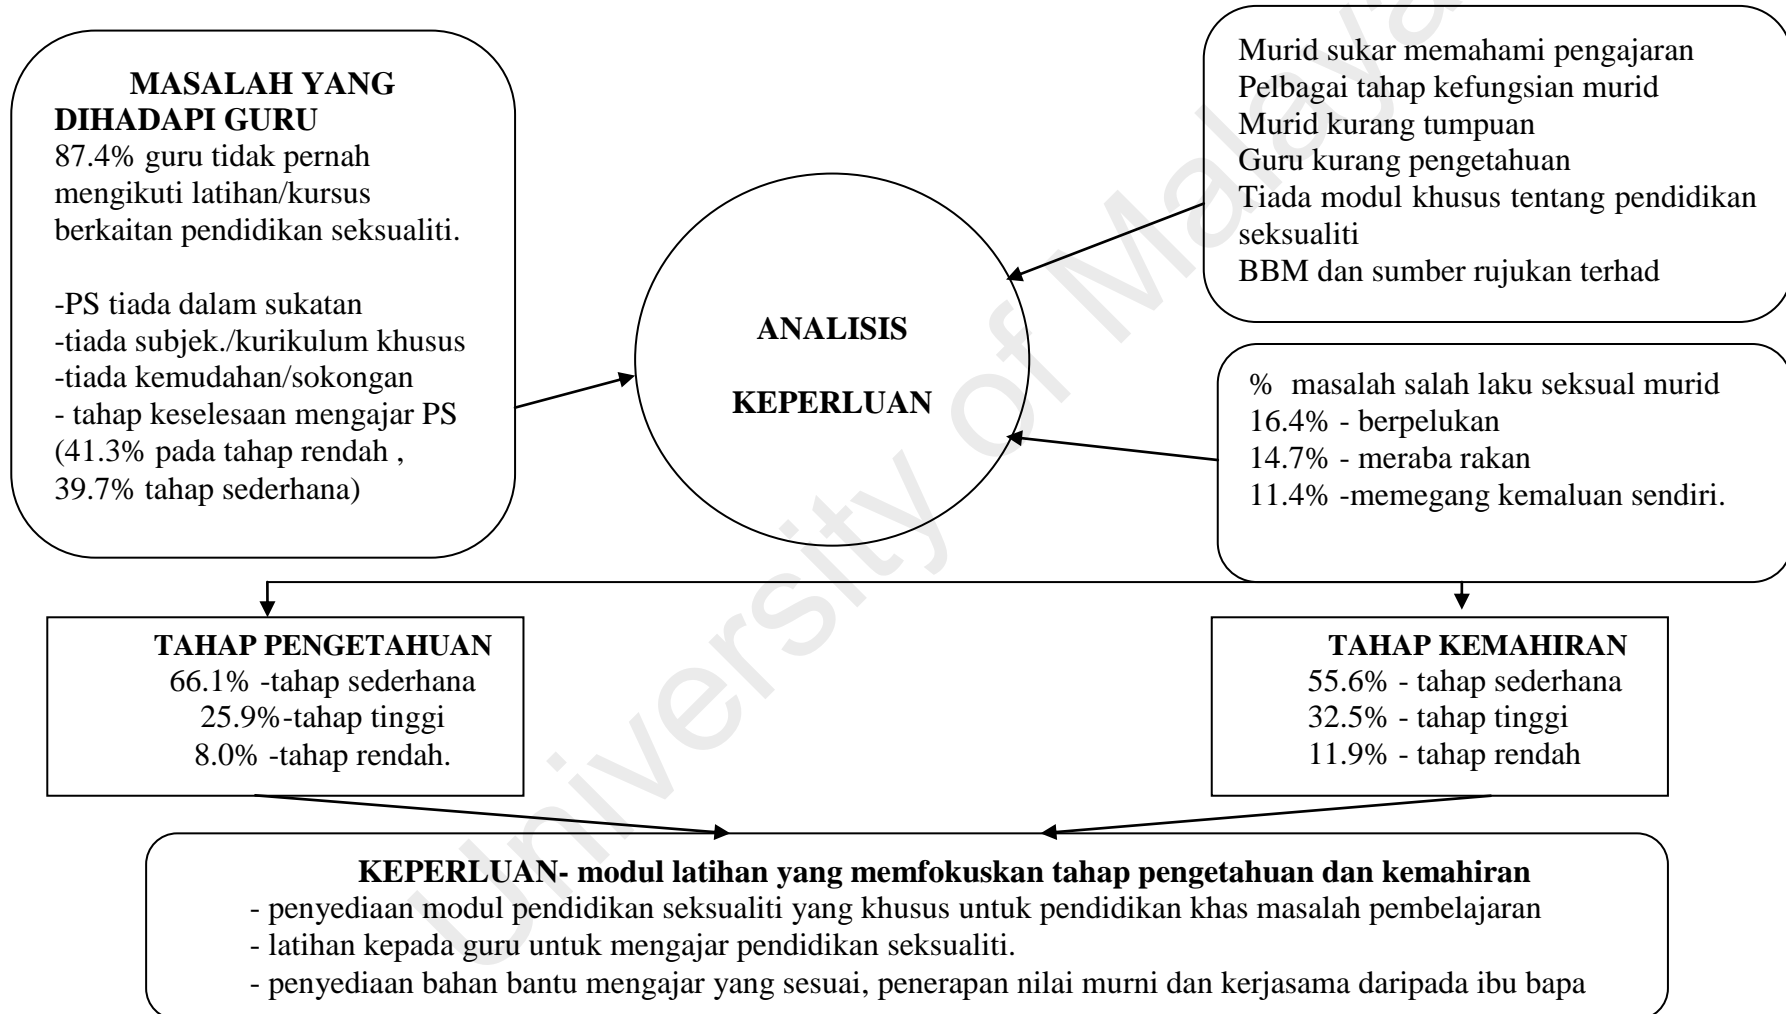 MASALAH YANG
DIHADAPI GURU
87.4% guru tidak pernah
mengikuti latihan/kursus
berkaitan pendidikan seksualiti.
-PS tiada dalam sukatan
-tiada subjek./kurikulum khusus
-tiada kemudahan/sokongan
- tahap keselesaan mengajar PS
(41.3% pada tahap rendah ,
39.7% tahap sederhana)
ANALISIS
KEPERLUAN
Murid sukar memahami pengajaran
Pelbagai tahap kefungsian murid
Murid kurang tumpuan
Guru kurang pengetahuan
Tiada modul khusus tentang pendidikan
seksualiti
BBM dan sumber rujukan terhad
% masalah salah laku seksual murid
16.4% - berpelukan
14.7% - meraba rakan
11.4% -memegang kemaluan sendiri.
TAHAP PENGETAHUAN
66.1% -tahap sederhana
25.9%-tahap tinggi
8.0% -tahap rendah.
TAHAP KEMAHIRAN
55.6% - tahap sederhana
32.5% - tahap tinggi
11.9% - tahap rendah
KEPERLUAN- modul latihan yang memfokuskan tahap pengetahuan dan kemahiran
- penyediaan modul pendidikan seksualiti yang khusus untuk pendidikan khas masalah pembelajaran
- latihan kepada guru untuk mengajar pendidikan seksualiti.
- penyediaan bahan bantu mengajar yang sesuai, penerapan nilai murni dan kerjasama daripada ibu bapa
University of Malaya